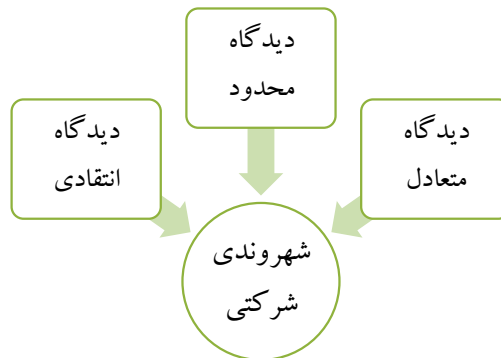 دیدگاه
محدود
دیدگاه
متعادل
دیدگاه
انتقادی
شهروندی
شرکتی